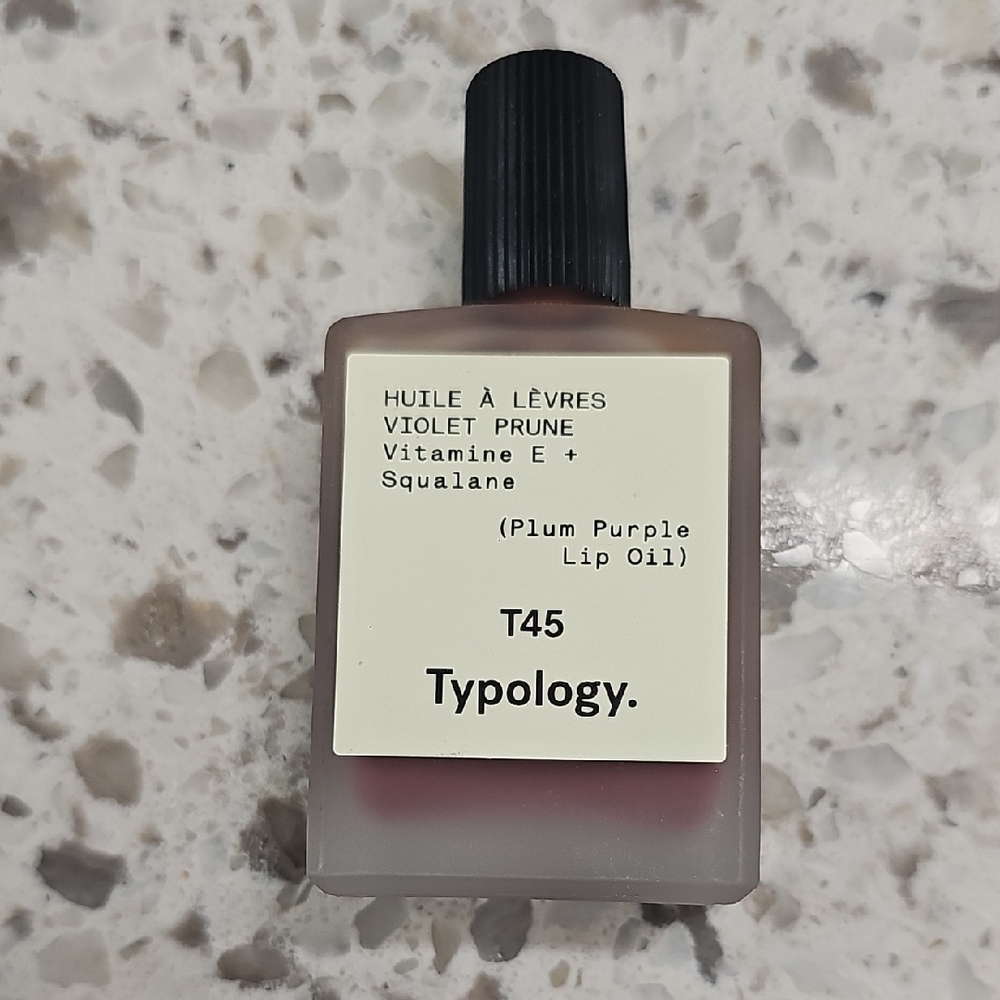 HUILE À LÈVRES
VIOLET PRUNE
Vitamine E +
Squalane
(Plum Purple
Lip Oil)
T45
Typology.